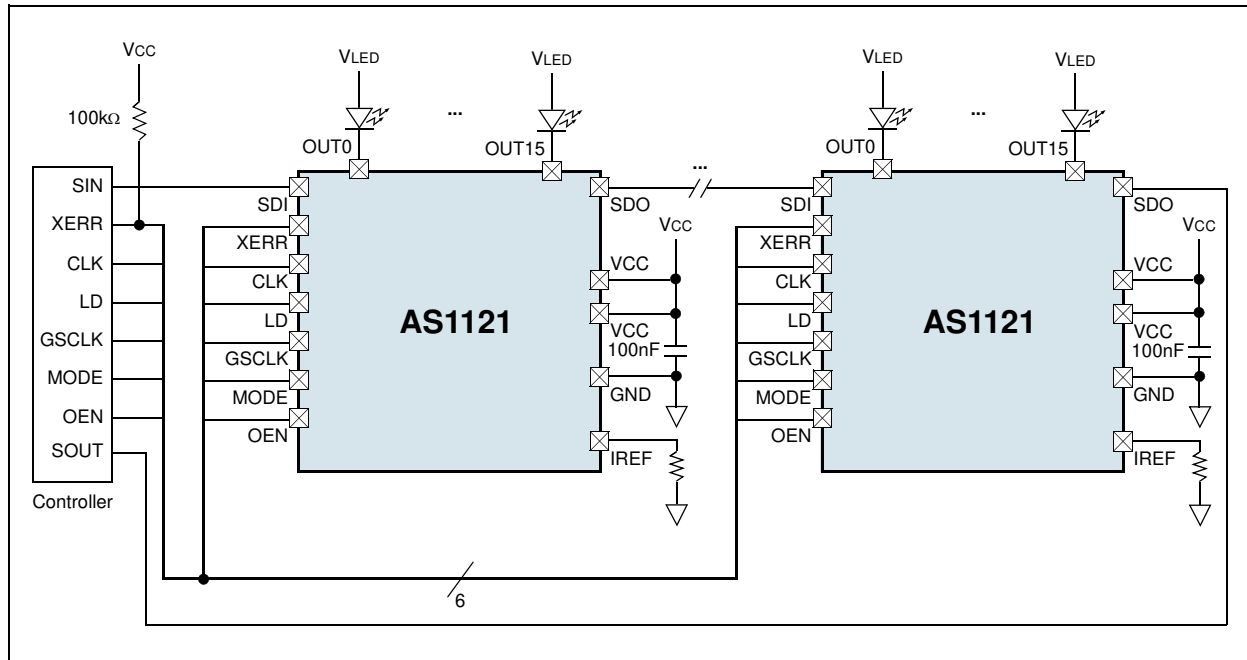 VCC
100kΩ
SIN
XERR
CLK
LD
GSCLK
MODE
OEN
SOUT
Controller
VLED
...
VLED
OUT0
OUT15
SDI
XERR
CLK
LD
GSCLK
MODE
OEN
AS1121
SDO
VCC
VCC
VCC
100nF
GND
IREF
...
VLED
...
VLED
OUT0
OUT15
SDI
XERR
CLK
LD
GSCLK
MODE
OEN
AS1121
SDO
VCC
VCC
VCC
100nF
GND
IREF
6